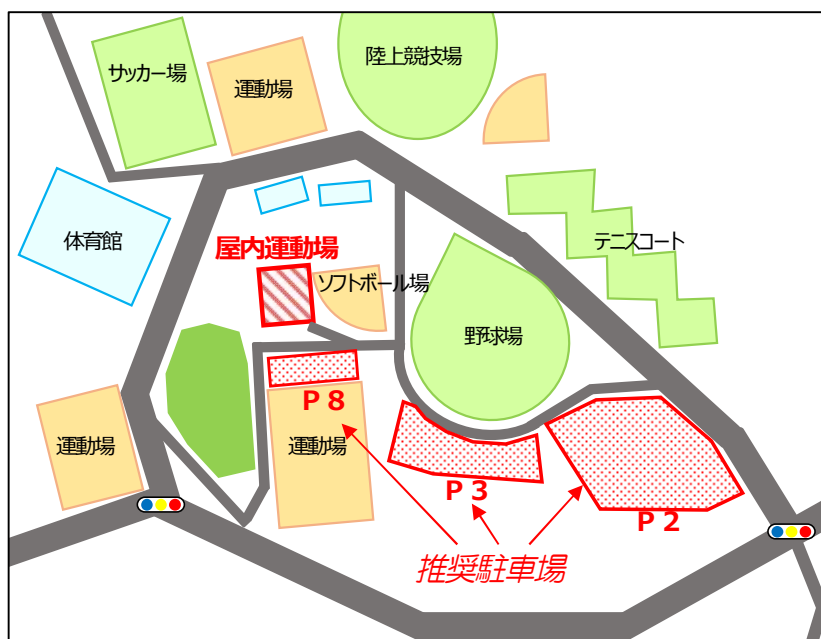 陸上競技場
サッカー場
運動場
体育館
屋内運動場
テニスコート
ソフトボール場
野球場
Ｐ８
運動場
運動場
Ｐ３
Ｐ２
推奨駐車場